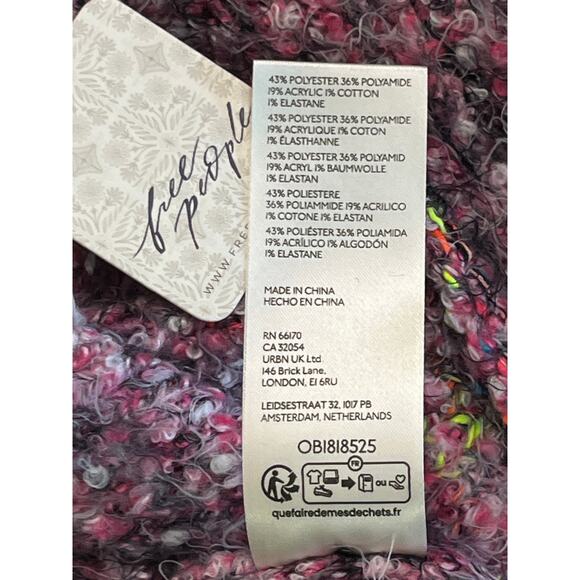 free
people
WWW.FREE
43% POLYESTER 36% POLYAMIDE
19% ACRYLIC 1% COTTON
1% ELASTANE
43% POLYESTER 36% POLYAMIDE
19% ACRYLIQUE 1% COTON
1% ÉLASTHANNE
43% POLYESTER 36% POLYAMID
19% ACRYL 1% BAUMWOLLE
1% ELASTAN
43% POLIESTERE
36% POLIAMMIDE 19% ACRILICO
1% COTONE 1% ELASTAN
43% POLIÉSTER 36% POLIAMIDA
19% ACRÍLICO 1% ALGODÓN
1% ELASTANE
MADE IN CHINA
HECHO EN CHINA
RN 66170
CA 32054
URBN UK Ltd
146 Brick Lane,
LONDON, E1 6RU
LEIDSESTRAAT 32, 1017 PB
AMSTERDAM, NETHERLANDS
OB1818525
FR
OU
quefairedemesdechets.fr